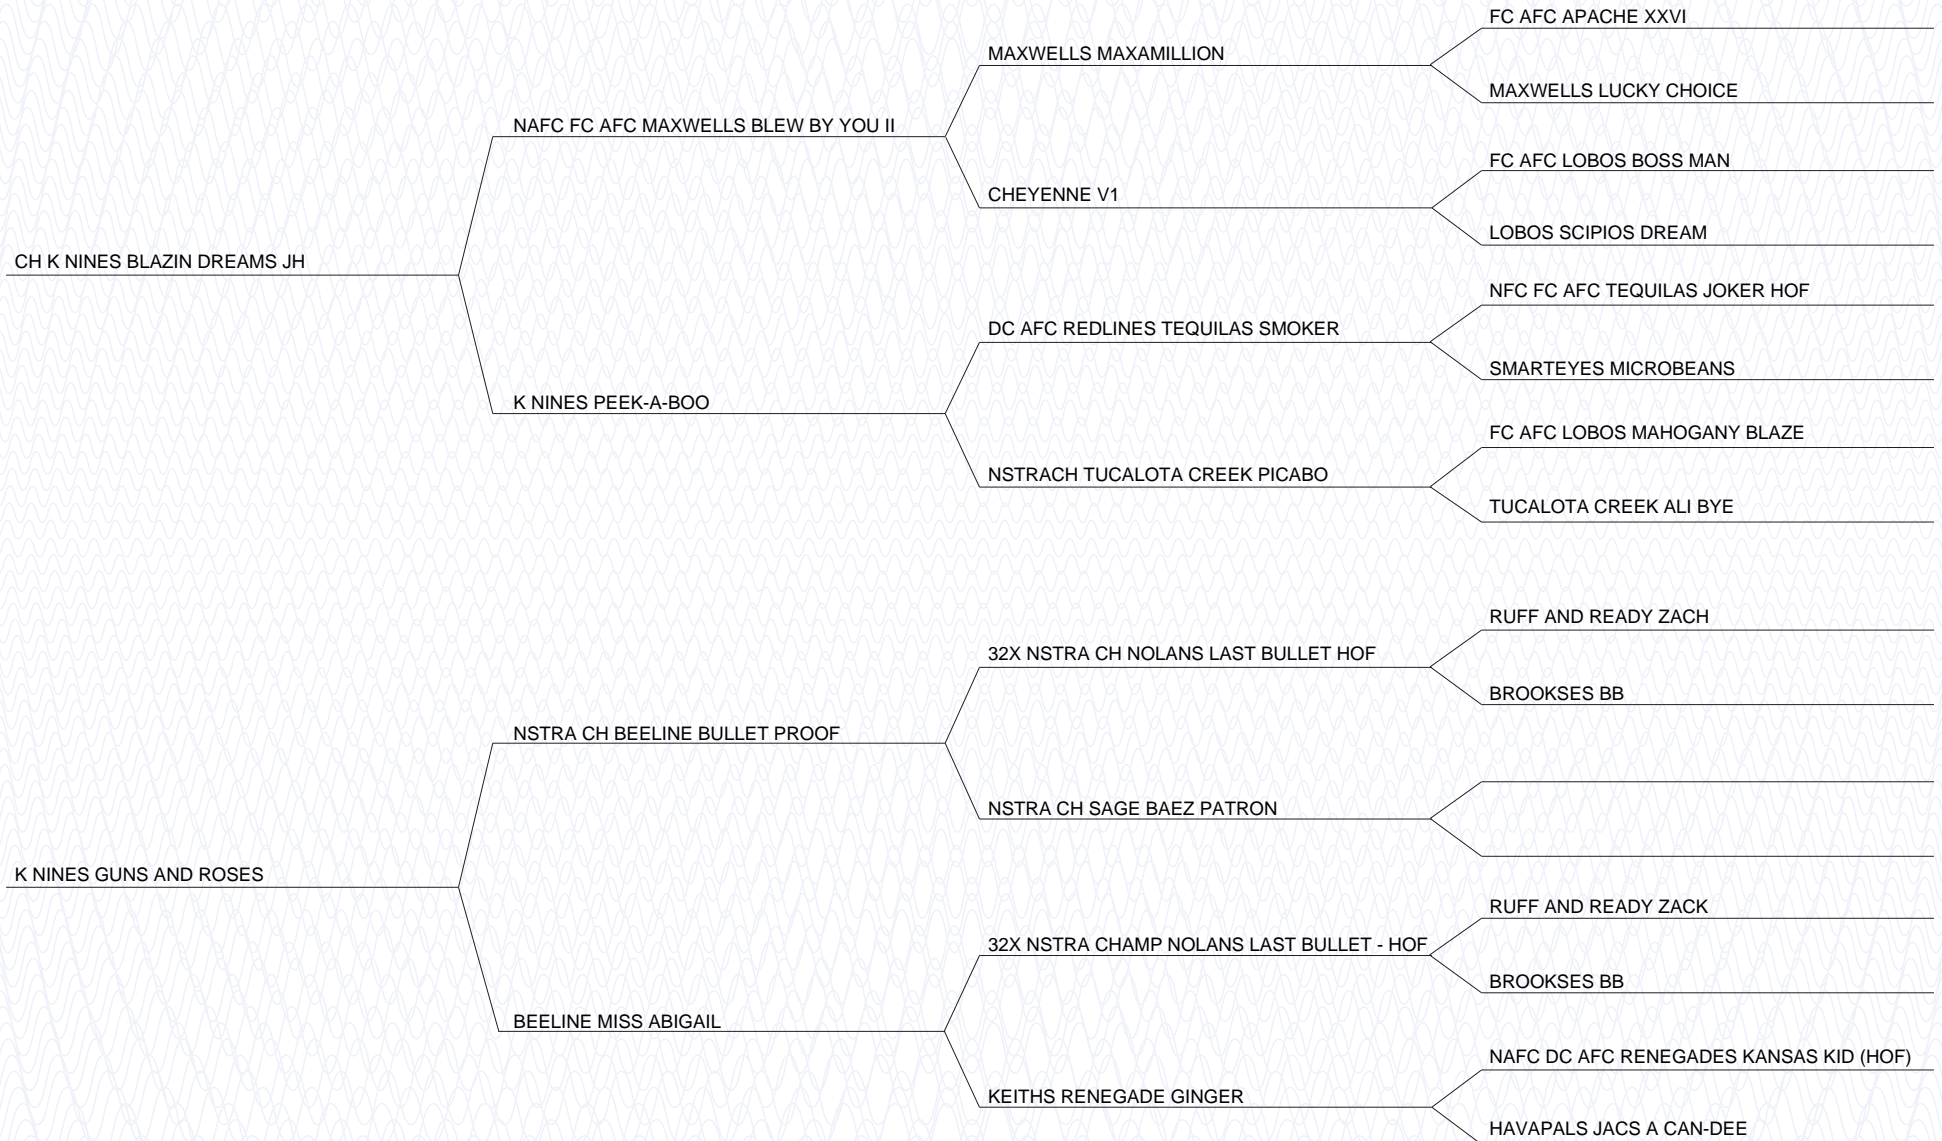 FC AFC APACHE XXVI
MAXWELLS MAXAMILLION
MAXWELLS LUCKY CHOICE
NAFC FC AFC MAXWELLS BLEW BY YOU II
FC AFC LOBOS BOSS MAN
CHEYENNE V1
LOBOS SCIPIOS DREAM
CH K NINES BLAZIN DREAMS JH
NFC FC AFC TEQUILAS JOKER HOF
DC AFC REDLINES TEQUILAS SMOKER
SMARTEYES MICROBEANS
K NINES PEEK-A-BOO
FC AFC LOBOS MAHOGANY BLAZE
NSTRACH TUCALOTA CREEK PICABO
TUCALOTA CREEK ALI BYE
RUFF AND READY ZACH
32X NSTRA CH NOLANS LAST BULLET HOF
BROOKSES BB
NSTRA CH BEELINE BULLET PROOF
NSTRA CH SAGE BAEZ PATRON
K NINES GUNS AND ROSES
RUFF AND READY ZACK
32X NSTRA CHAMP NOLANS LAST BULLET - HOF
BROOKSES BB
BEELINE MISS ABIGAIL
NAFC DC AFC RENEGADES KANSAS KID (HOF)
KEITHS RENEGADE GINGER
HAVAPALS JACS A CAN-DEE